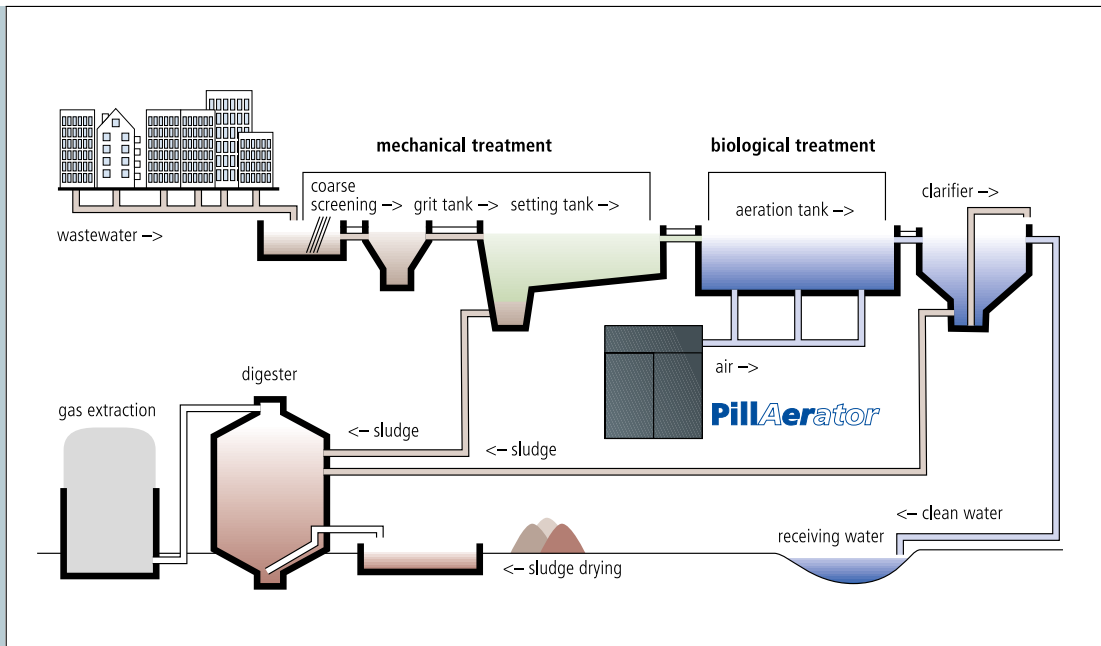 mechanical treatment
biological treatment
coarse
screening –>
grit tank –>
setting tank –>
aeration tank –>
clarifier –>
wastewater –>
air –>
PillAerator
digester
gas extraction
<– sludge
<– sludge
<– clean water
receiving water
<– sludge drying